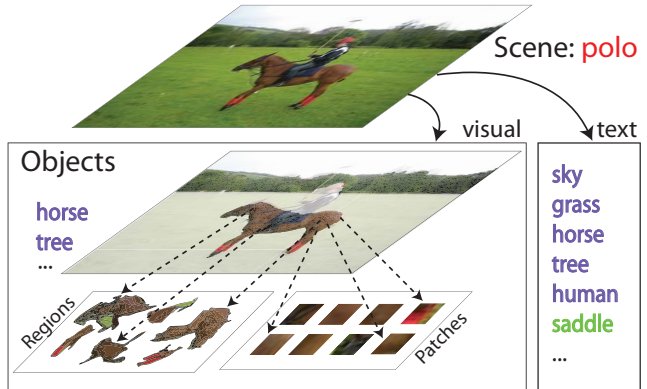 Scene: polo
visual
text
Objects
horse
tree
...
Regions
Patches
sky
grass
horse
tree
human
saddle
...